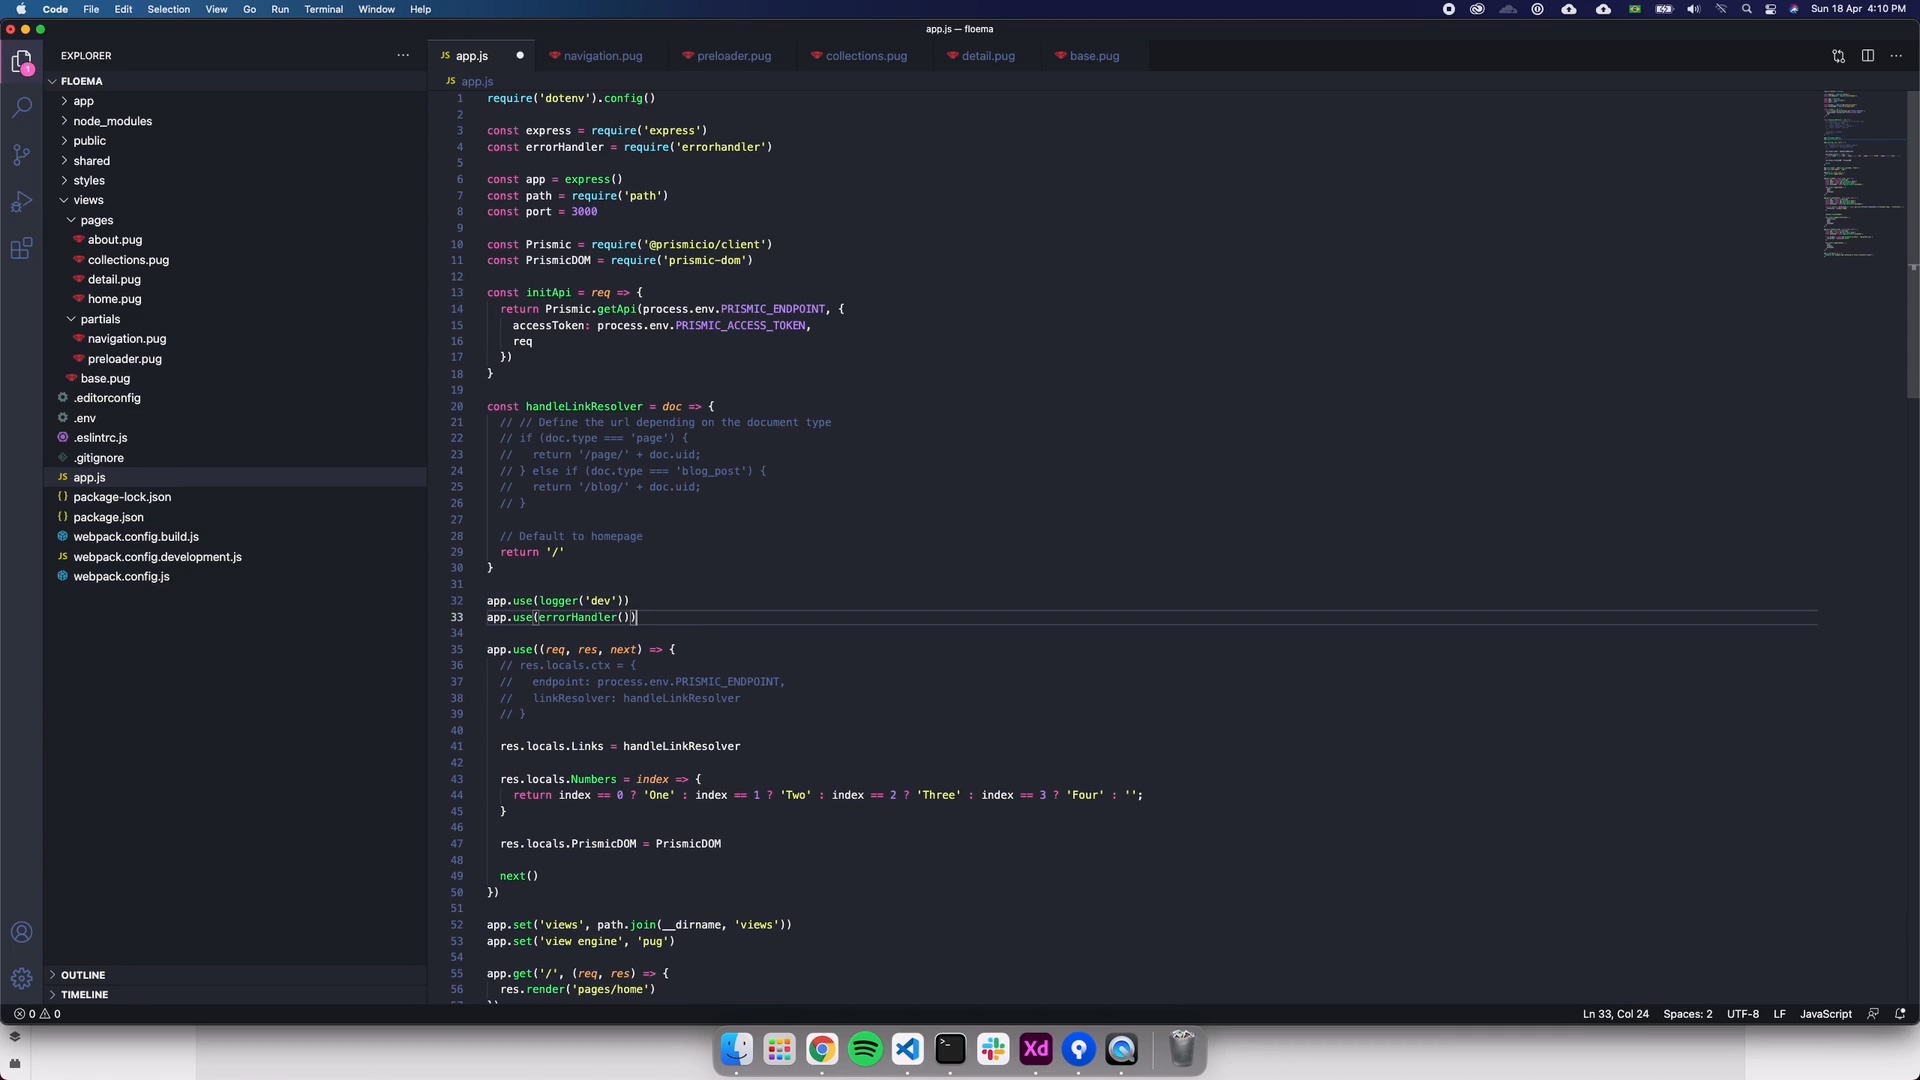 Code File Edit Selection View Go Run Terminal Window Help
Sun 18 Apr 4:10 PM
app.js — floema
EXPLORER
1
FLOEMA
app
node_modules
public
shared
styles
views
pages
about.pug
collections.pug
detail.pug
home.pug
partials
navigation.pug
preloader.pug
base.pug
.editorconfig
.env
.eslintrc.js
.gitignore
JS app.js
{} package-lock.json
{} package.json
webpack.config.build.js
JS webpack.config.development.js
webpack.config.js
OUTLINE
TIMELINE
JS app.js navigation.pug preloader.pug collections.pug detail.pug base.pug
JS app.js
1 require('dotenv').config()
2
3 const express = require('express')
4 const errorHandler = require('errorhandler')
5
6 const app = express()
7 const path = require('path')
8 const port = 3000
9
10 const Prismic = require('@prismicio/client')
11 const PrismicDOM = require('prismic-dom')
12
13 const initApi = req => {
14 return Prismic.getApi(process.env.PRISMIC_ENDPOINT, {
15 accessToken: process.env.PRISMIC_ACCESS_TOKEN,
16 req
17 })
18 }
19
20 const handleLinkResolver = doc => {
21 // // Define the url depending on the document type
22 // if (doc.type === 'page') {
23 //   return '/page/' + doc.uid;
24 // } else if (doc.type === 'blog_post') {
25 //   return '/blog/' + doc.uid;
26 // }
27
28 // Default to homepage
29 return '/'
30 }
31
32 app.use(logger('dev'))
33 app.use(errorHandler())
34
35 app.use((req, res, next) => {
36 // res.locals.ctx = {
37 //   endpoint: process.env.PRISMIC_ENDPOINT,
38 //   linkResolver: handleLinkResolver
39 // }
40
41 res.locals.Links = handleLinkResolver
42
43 res.locals.Numbers = index => {
44 return index == 0 ? 'One' : index == 1 ? 'Two' : index == 2 ? 'Three' : index == 3 ? 'Four' : '';
45 }
46
47 res.locals.PrismicDOM = PrismicDOM
48
49 next()
50 })
51
52 app.set('views', path.join(__dirname, 'views'))
53 app.set('view engine', 'pug')
54
55 app.get('/', (req, res) => {
56 res.render('pages/home')
0 0
Ln 33, Col 24 Spaces: 2 UTF-8 LF JavaScript
Xd